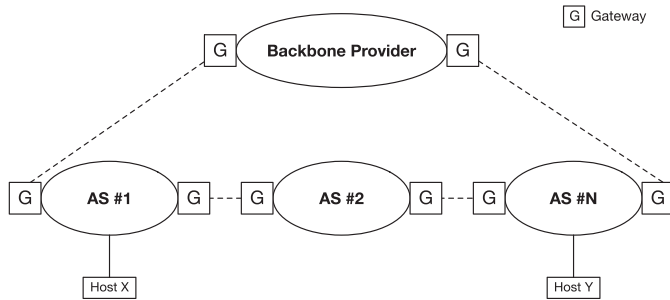 G Gateway
G Backbone Provider G
G AS #1 G G AS #2 G G AS #N G
Host X Host Y